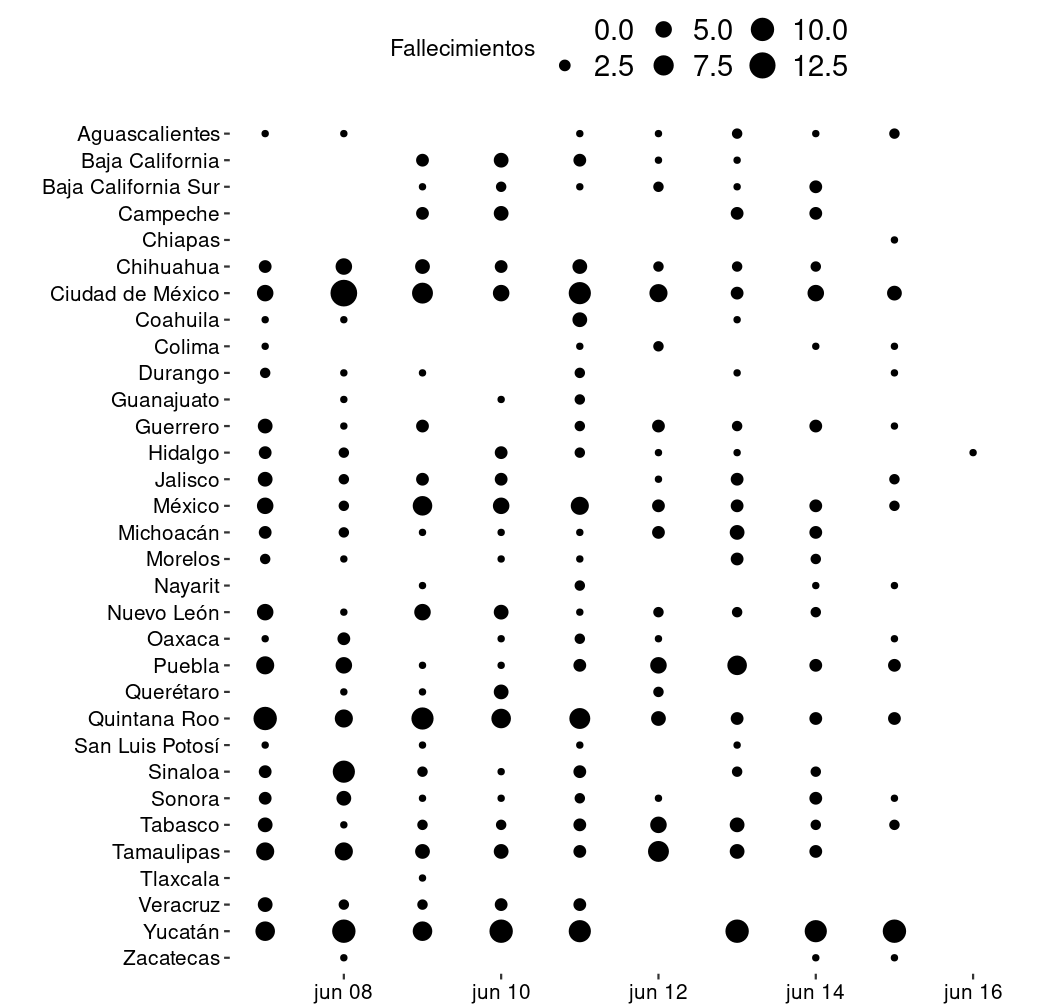 Fallecimientos
0.0 5.0 10.0
2.5 7.5 12.5
Aguascalientes
Baja California
Baja California Sur
Campeche
Chiapas
Chihuahua
Ciudad de México
Coahuila
Colima
Durango
Guanajuato
Guerrero
Hidalgo
Jalisco
México
Michoacán
Morelos
Nayarit
Nuevo León
Oaxaca
Puebla
Querétaro
Quintana Roo
San Luis Potosí
Sinaloa
Sonora
Tabasco
Tamaulipas
Tlaxcala
Veracruz
Yucatán
Zacatecas
jun 08 jun 10 jun 12 jun 14 jun 16